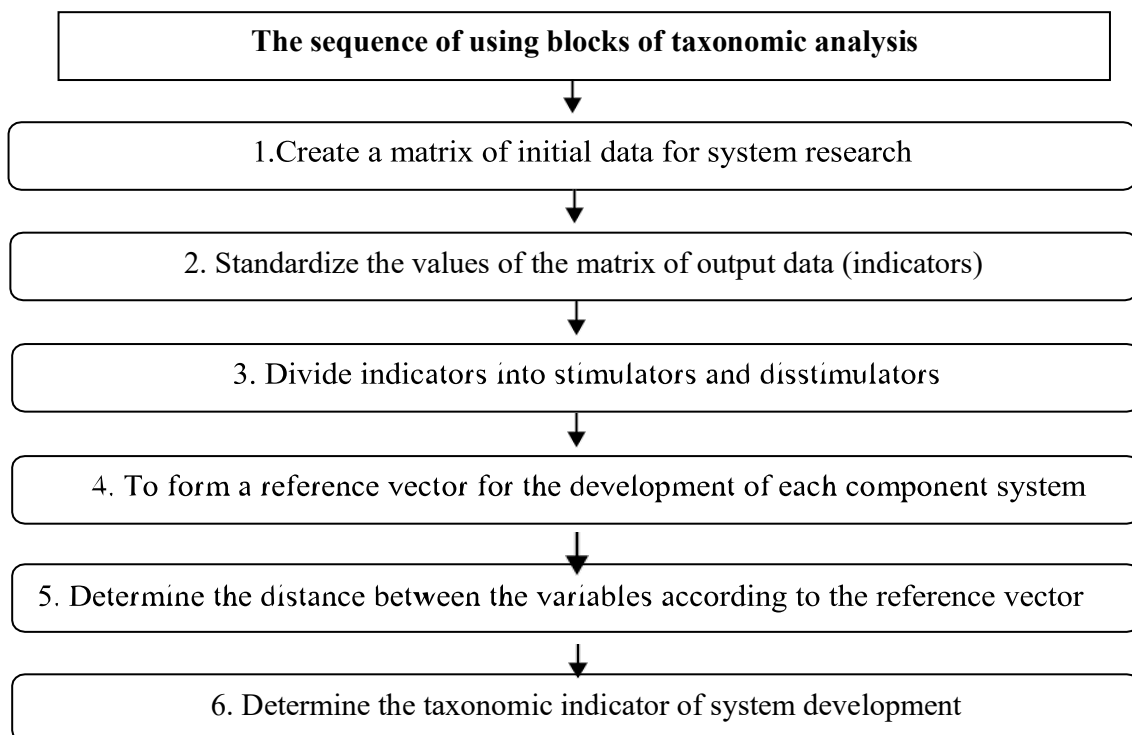 The sequence of using blocks of taxonomic analysis
1.Create a matrix of initial data for system research
2. Standardize the values of the matrix of output data (indicators)
3. Divide indicators into stimulators and disstimulators
4. To form a reference vector for the development of each component system
5. Determine the distance between the variables according to the reference vector
6. Determine the taxonomic indicator of system development